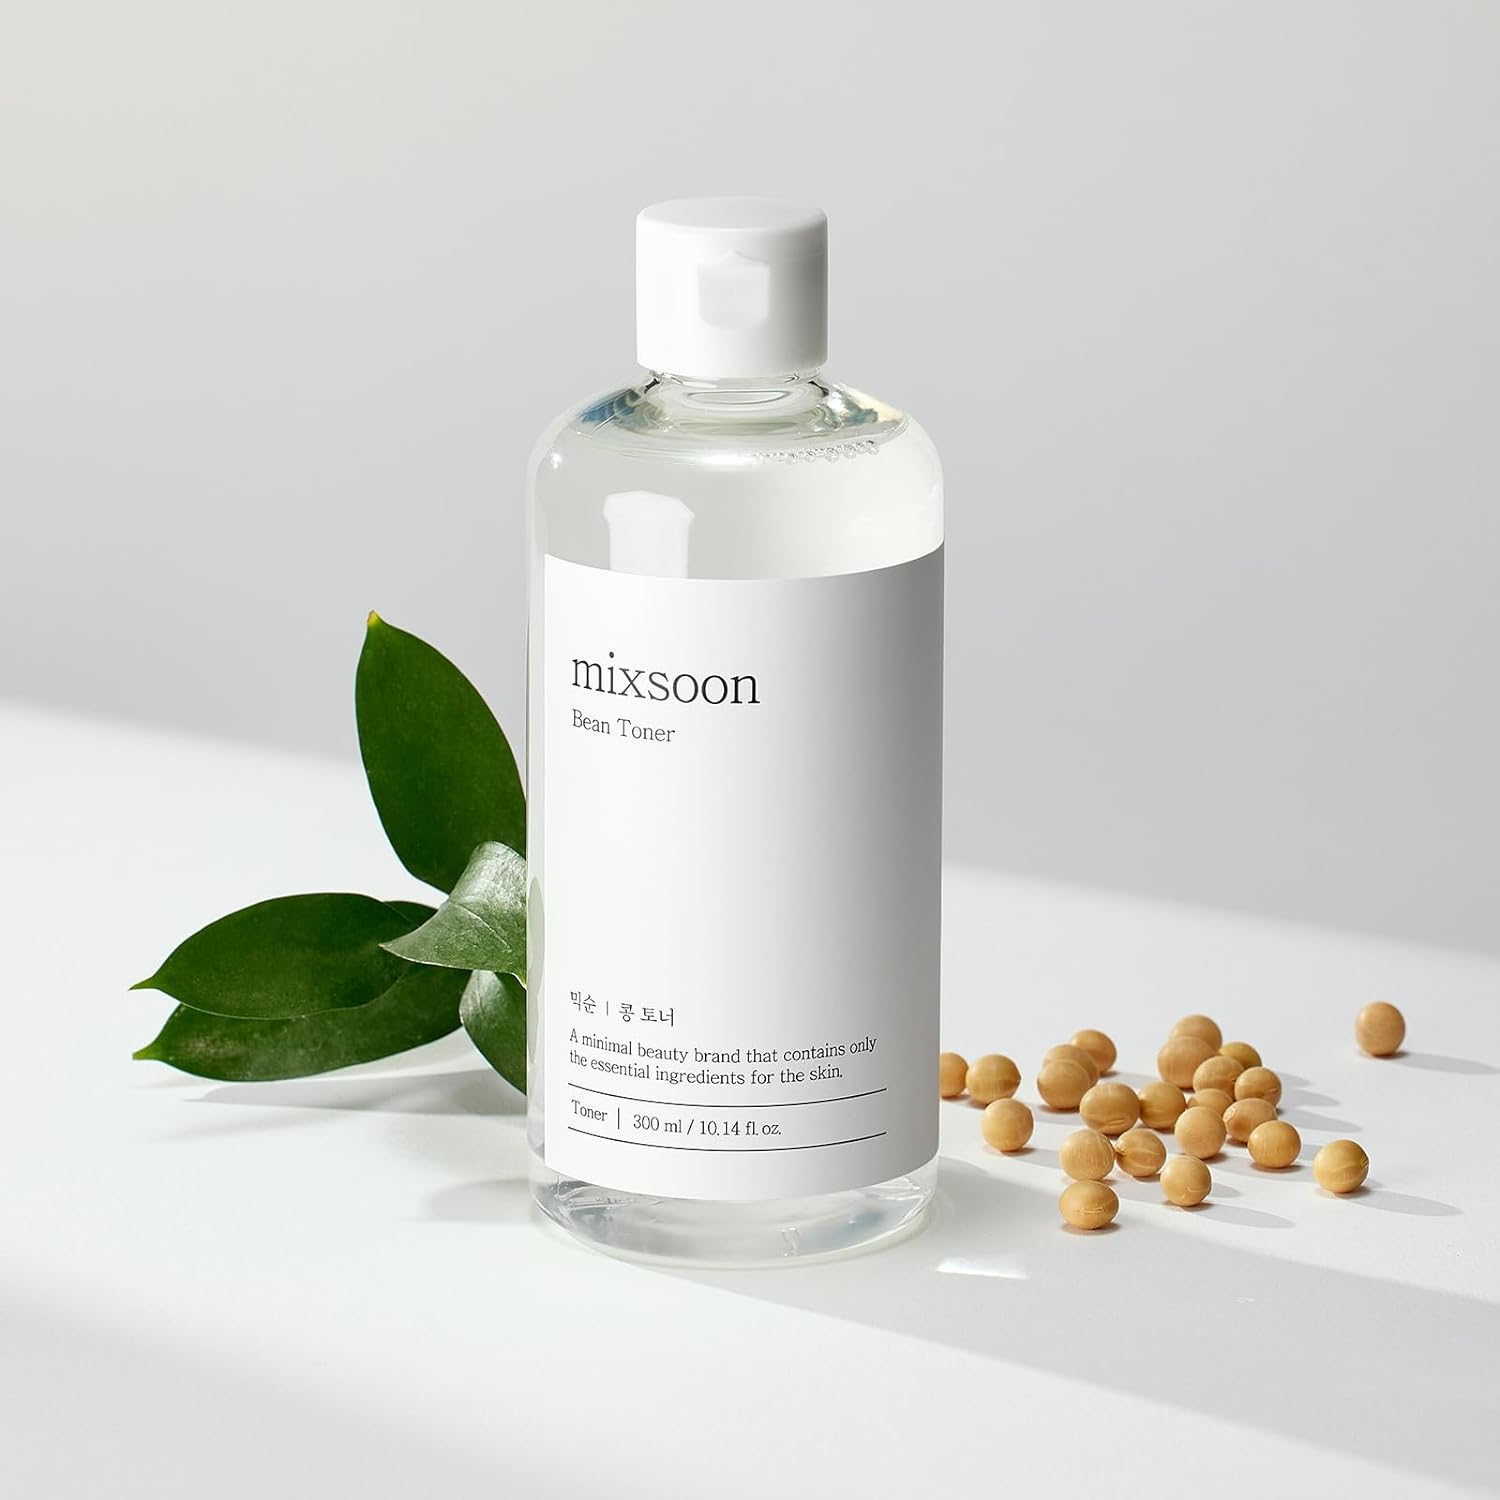 mixsoon
Bean Toner
믹순 | 콩 토너
A minimal beauty brand that contains only
the essential ingredients for the skin.
Toner | 300 ml / 10.14 fl. oz.